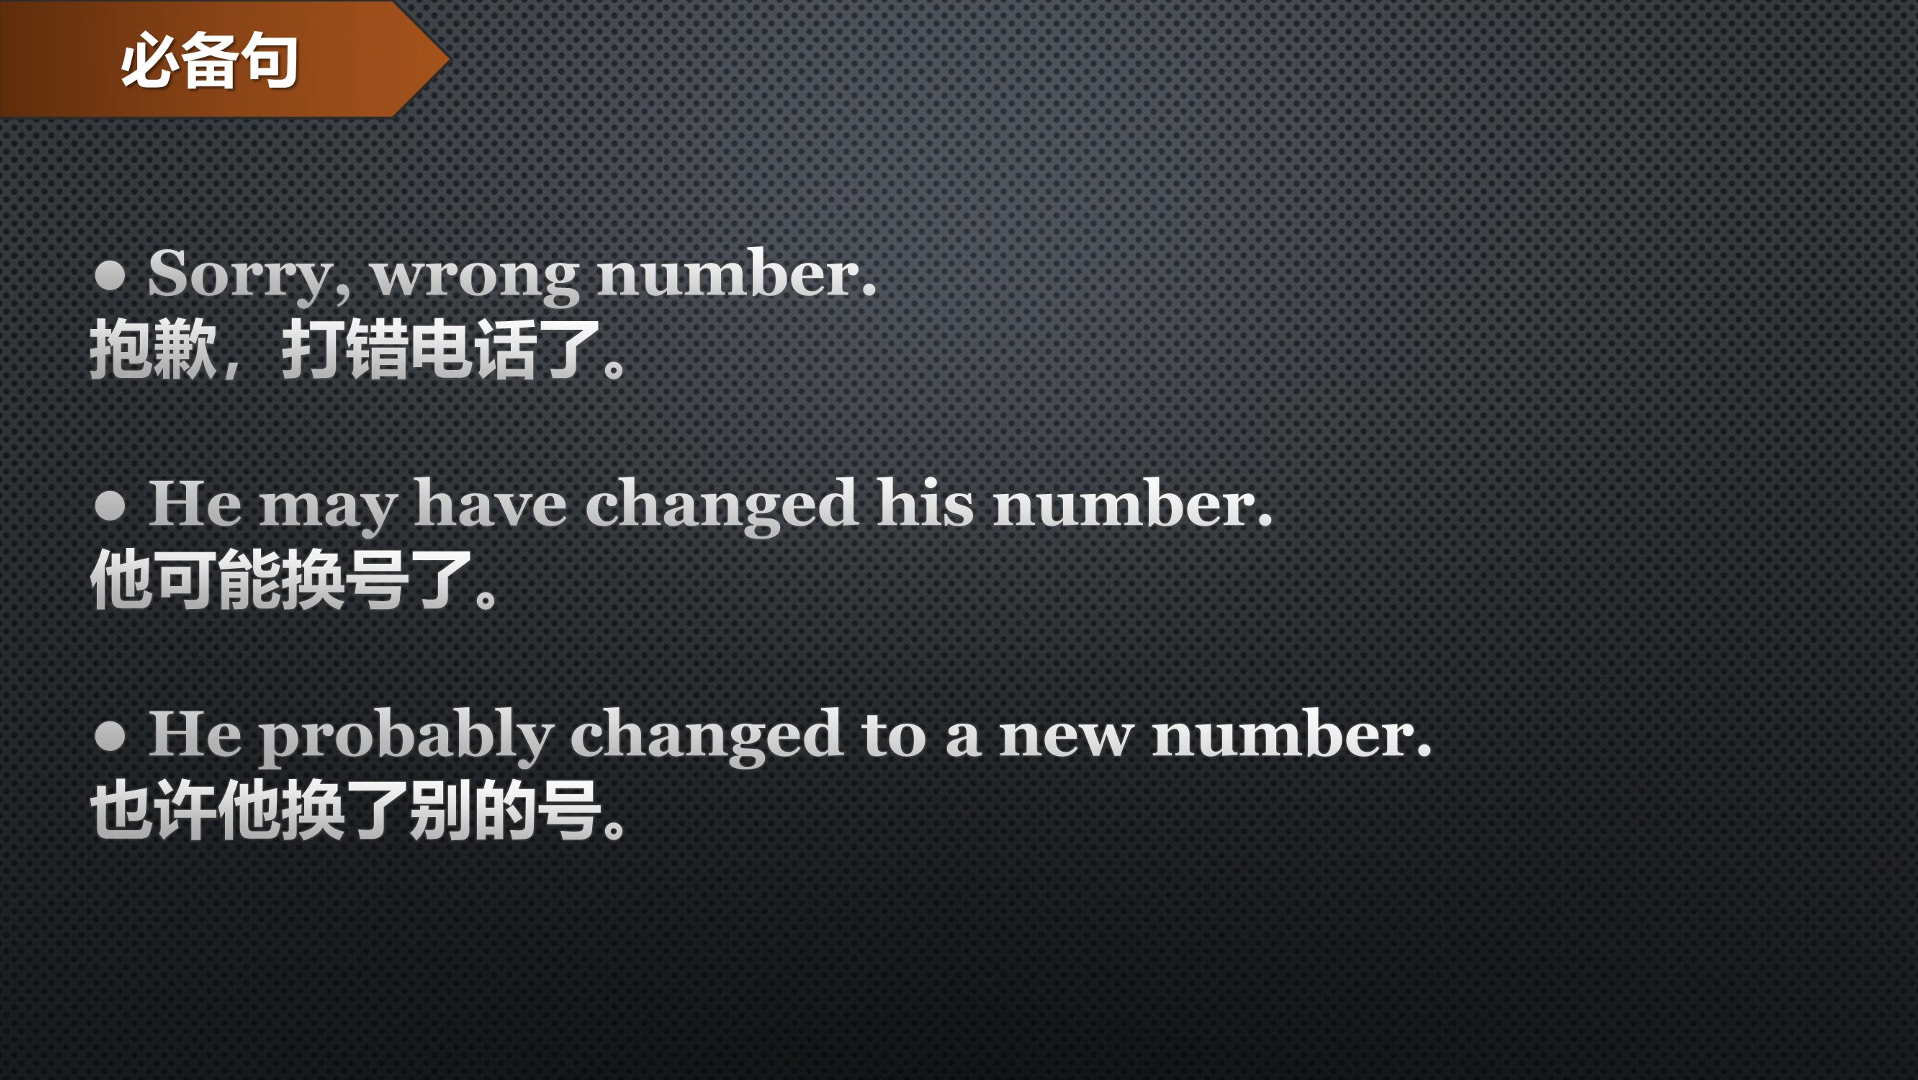 必备句
● Sorry, wrong number.
抱歉，打错电话了。
● He may have changed his number.
他可能换号了。
● He probably changed to a new number.
也许他换了别的号。